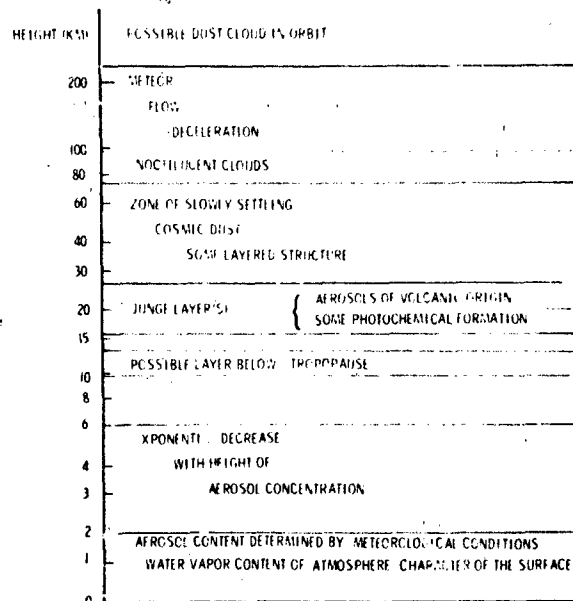 HEIGHT (KM) POSSIBLE DUST CLOUD IN ORBIT
200 METEOR
FLOW
DECELERATION
100
NOCTILUCENT CLOUDS
80
60 ZONE OF SLOWLY SETTLING
COSMIC DUST
40 SOME LAYERED STRUCTURE
30
AEROSOLS OF VOLCANIC ORIGIN
20 JUNGE LAYER(S) {
SOME PHOTOCHEMICAL FORMATION
15
POSSIBLE LAYER BELOW TROPOPAUSE
10
8
6
XPONENTI DECREASE
4 WITH HEIGHT OF
3 AEROSOL CONCENTRATION
2
AEROSOL CONTENT DETERMINED BY METEOROLOGICAL CONDITIONS
1 WATER VAPOR CONTENT OF ATMOSPHERE CHARACTER OF THE SURFACE
0